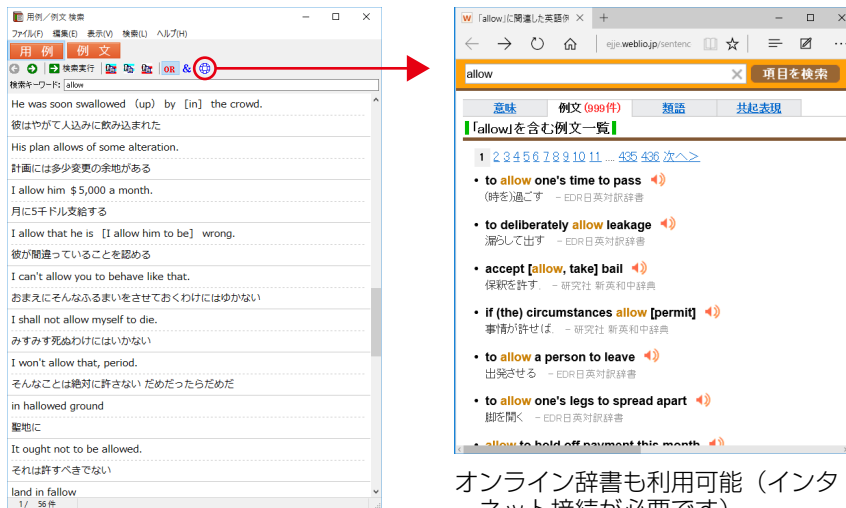 用例／例文 検索
ファイル(F) 編集(E) 表示(V) 検索(L) ヘルプ(H)
用 例 例 文
検索実行 OR &
検索キーワード: allow
He was soon swallowed （up） by ［in］ the crowd.
彼はやがて人込みに飲み込まれた
His plan allows of some alteration.
計画には多少変更の余地がある
I allow him ＄5,000 a month.
月に5千ドル支給する
I allow that he is ［I allow him to be］ wrong.
彼が間違っていることを認める
I can't allow you to behave like that.
おまえにそんなふるまいをさせておくわけにはゆかない
I shall not allow myself to die.
みすみす死ぬわけにはいかない
I won't allow that, period.
そんなことは絶対に許さない だめだったらだめだ
in hallowed ground
聖地に
It ought not to be allowed.
それは許すべきでない
land in fallow
1/ 56件
「allow」に関連した英語例
ejje.weblio.jp/sentenc
allow 項目を検索
意味 例文(999件) 類語 共起表現
「allow」を含む例文一覧
1 2 3 4 5 6 7 8 9 10 11 .... 435 436 次へ＞
• to allow one's time to pass
(時を)過ごす －EDR日英対訳辞書
• to deliberately allow leakage
漏らして出す －EDR日英対訳辞書
• accept [allow, take] bail
保釈を許す. －研究社 新英和中辞典
• if (the) circumstances allow [permit]
事情が許せば. －研究社 新英和中辞典
• to allow a person to leave
出発させる －EDR日英対訳辞書
• to allow one's legs to spread apart
脚を開く －EDR日英対訳辞書
• allow to hold off payment this month
オンライン辞書も利用可能（インタ
ーネット接続が必要です）